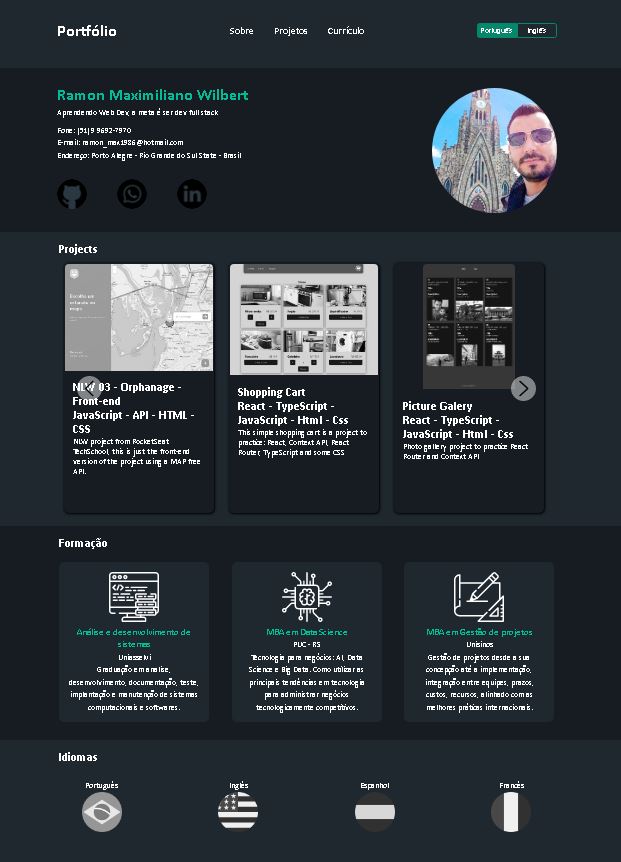 Portfólio
Sobre Projetos Currículo
Português Inglês
Ramon Maximiliano Wilbert
Aprendendo Web Dev, a meta é ser dev full stack
Fone: (51)9 9692-7970
E-mail: ramon_max1986@hotmail.com
Endereço: Porto Alegre - Rio Grande do Sul State - Brasil
Projects
NLW 03 - Orphanage -
Front-end
JavaScript - API - HTML -
CSS
NLW project from RocketSeat
TechSchool, this is just the front-end
version of the project using a MAP free
API.
Shopping Cart
React - TypeScript -
JavaScript - Html - Css
This simple shopping cart is a project to
practice: React, Context API, React
Router, TypeScript and some CSS
Picture Galery
React - TypeScript -
JavaScript - Html - Css
Photo gallery project to practice React
Router and Context API
Formação
Análise e desenvolvimento de
sistemas
Uniasselvi
Graduação em analise,
desenvolvimento, documentação, teste,
implantação e manutenção de sistemas
computacionais e softwares.
MBA em Data Science
PUC - RS
Tecnologia para negócios: AI, Data
Science e Big Data. Como utilizar as
principais tendências em tecnologia
para administrar negócios
tecnologicamente competitivos.
MBA em Gestão de projetos
Unisinos
Gestão de projetos desde a sua
concepção até a implementação,
integração entre equipes, prazos,
custos, recursos, alinhado com as
melhores práticas internacionais.
Idiomas
Português Inglês Espanhol Francês